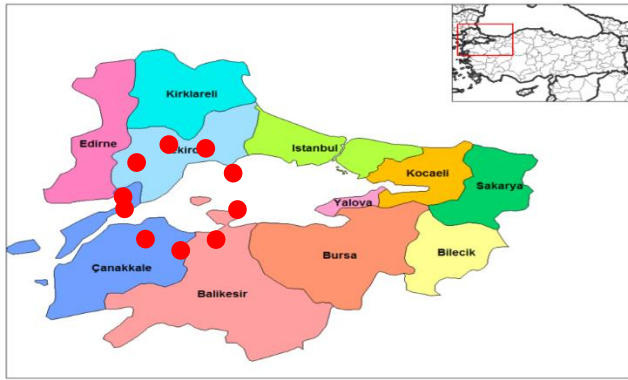 Kirklareli
Edirne
Istanbul
Kocaeli
Sakarya
Yalova
Bursa
Bilecik
Çanakkale
Balikesir